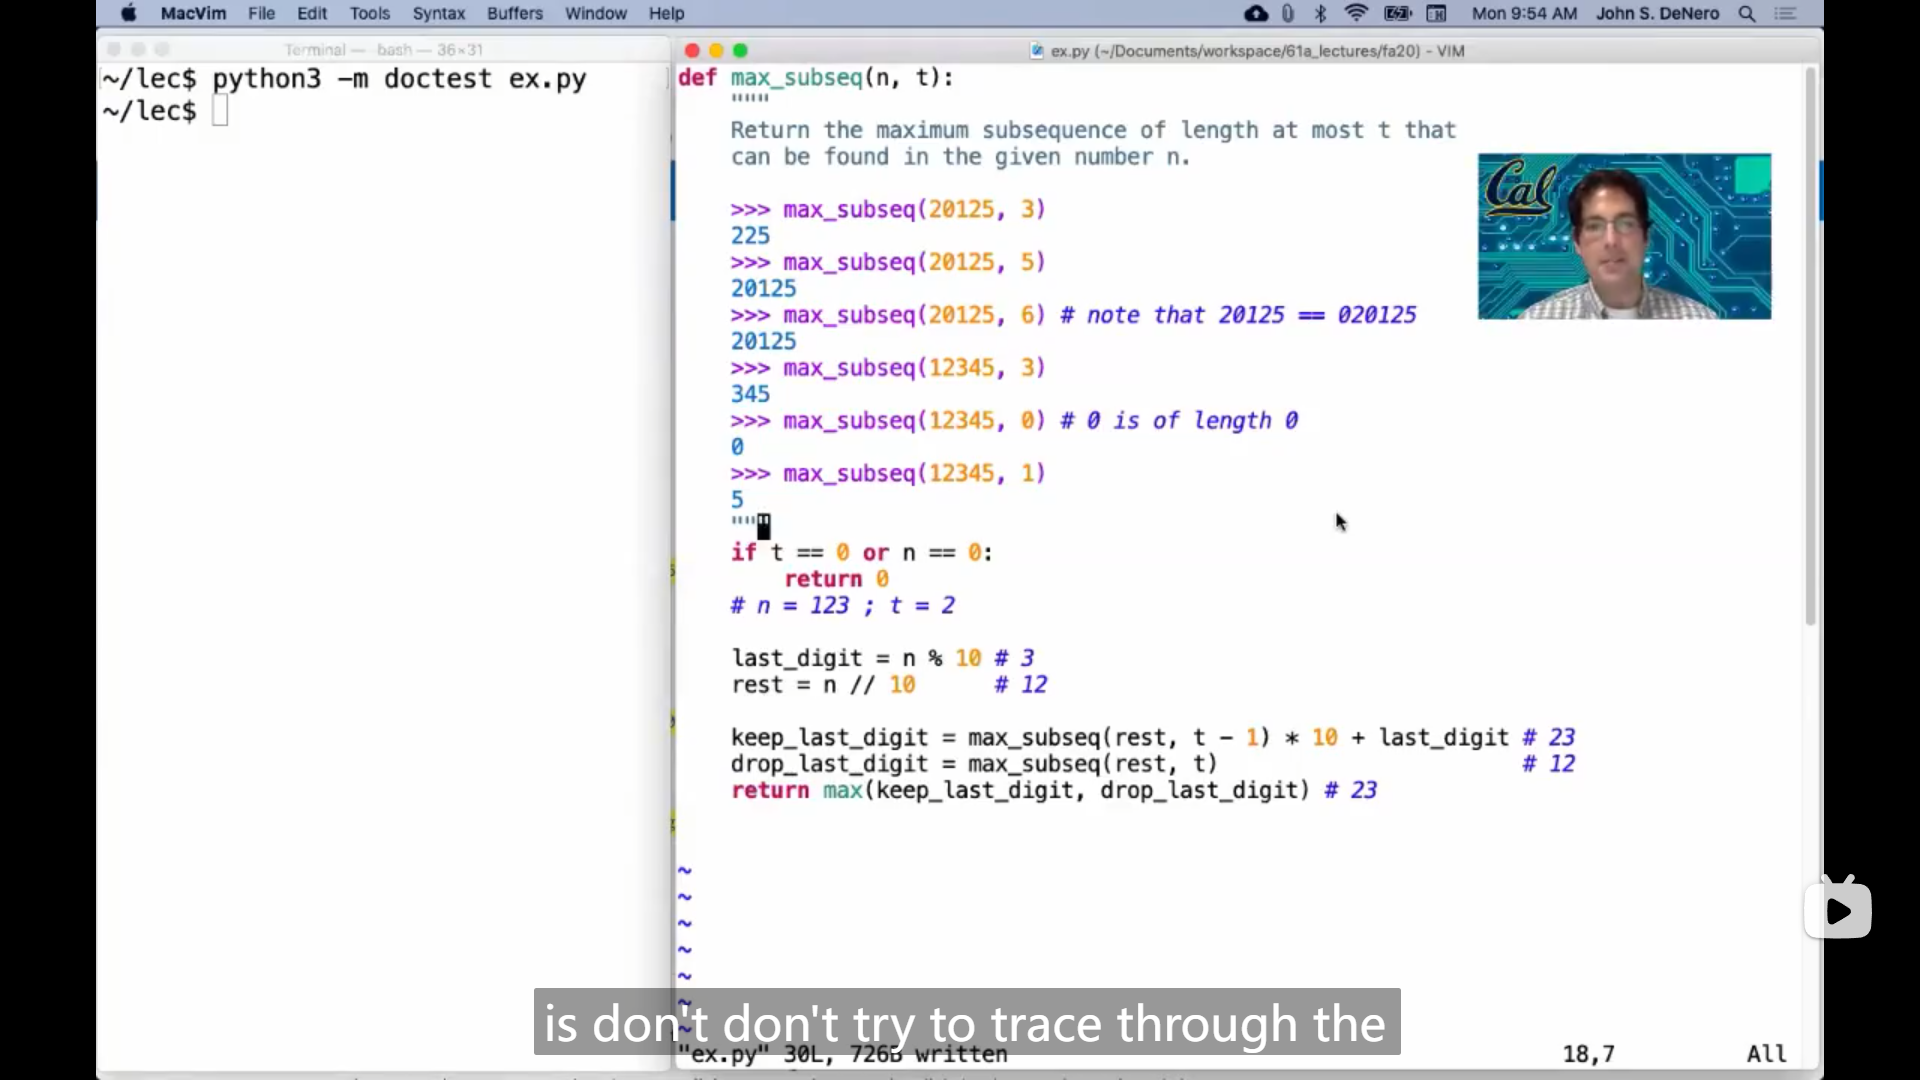 MacVim File Edit Tools Syntax Buffers Window Help
Mon 9:54 AM John S. DeNero
Terminal — bash — 36×31
~/lec$ python3 -m doctest ex.py
~/lec$
ex.py (~/Documents/workspace/61a_lectures/fa20) - VIM
def max_subseq(n, t):
"""
Return the maximum subsequence of length at most t that
can be found in the given number n.
>>> max_subseq(20125, 3)
225
>>> max_subseq(20125, 5)
20125
>>> max_subseq(20125, 6) # note that 20125 == 020125
20125
>>> max_subseq(12345, 3)
345
>>> max_subseq(12345, 0) # 0 is of length 0
0
>>> max_subseq(12345, 1)
5
"""
if t == 0 or n == 0:
return 0
# n = 123 ; t = 2
last_digit = n % 10 # 3
rest = n // 10 # 12
keep_last_digit = max_subseq(rest, t - 1) * 10 + last_digit # 23
drop_last_digit = max_subseq(rest, t) # 12
return max(keep_last_digit, drop_last_digit) # 23
~
~
~
~
~
~
Cal
is don't don't try to trace through the
"ex.py" 30L, 726B written 18,7 All